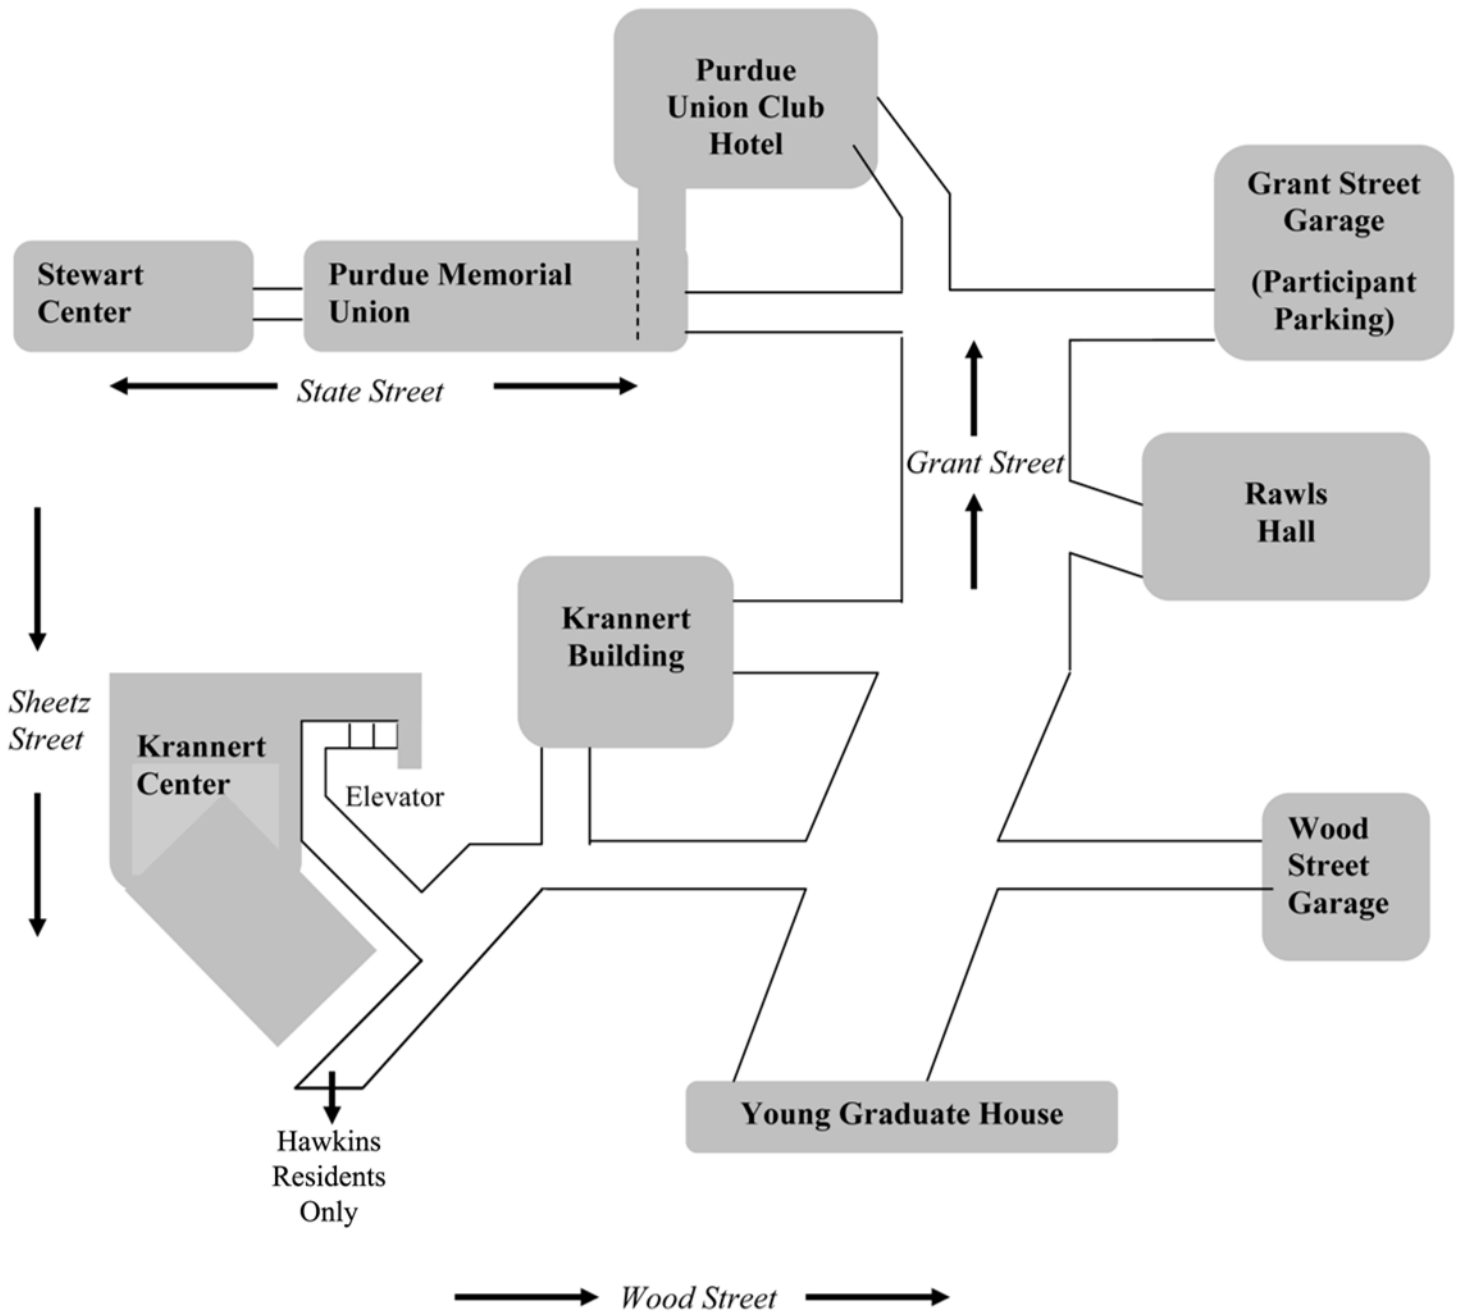 Purdue
Union Club
Hotel
Grant Street
Garage
(Participant
Parking)
Stewart
Center
Purdue Memorial
Union
State Street
Grant Street
Rawls
Hall
Krannert
Building
Sheetz
Street
Krannert
Center
Elevator
Wood
Street
Garage
Young Graduate House
Hawkins
Residents
Only
Wood Street